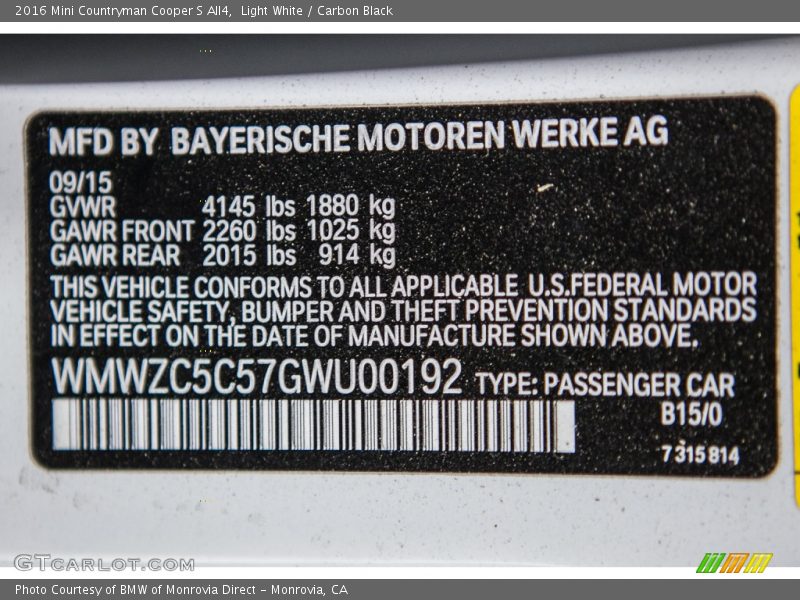 2016 Mini Countryman Cooper S All4,  Light White / Carbon Black
MFD BY BAYERISCHE MOTOREN WERKE AG
09/15
GVWR 4145 lbs 1880 kg
GAWR FRONT 2260 lbs 1025 kg
GAWR REAR 2015 lbs 914 kg
THIS VEHICLE CONFORMS TO ALL APPLICABLE U.S.FEDERAL MOTOR
VEHICLE SAFETY, BUMPER AND THEFT PREVENTION STANDARDS
IN EFFECT ON THE DATE OF MANUFACTURE SHOWN ABOVE.
WMWZC5C57GWU00192 TYPE: PASSENGER CAR
B15/0
7 315 814
GTcarlot.com
Photo Courtesy of BMW of Monrovia Direct - Monrovia, CA